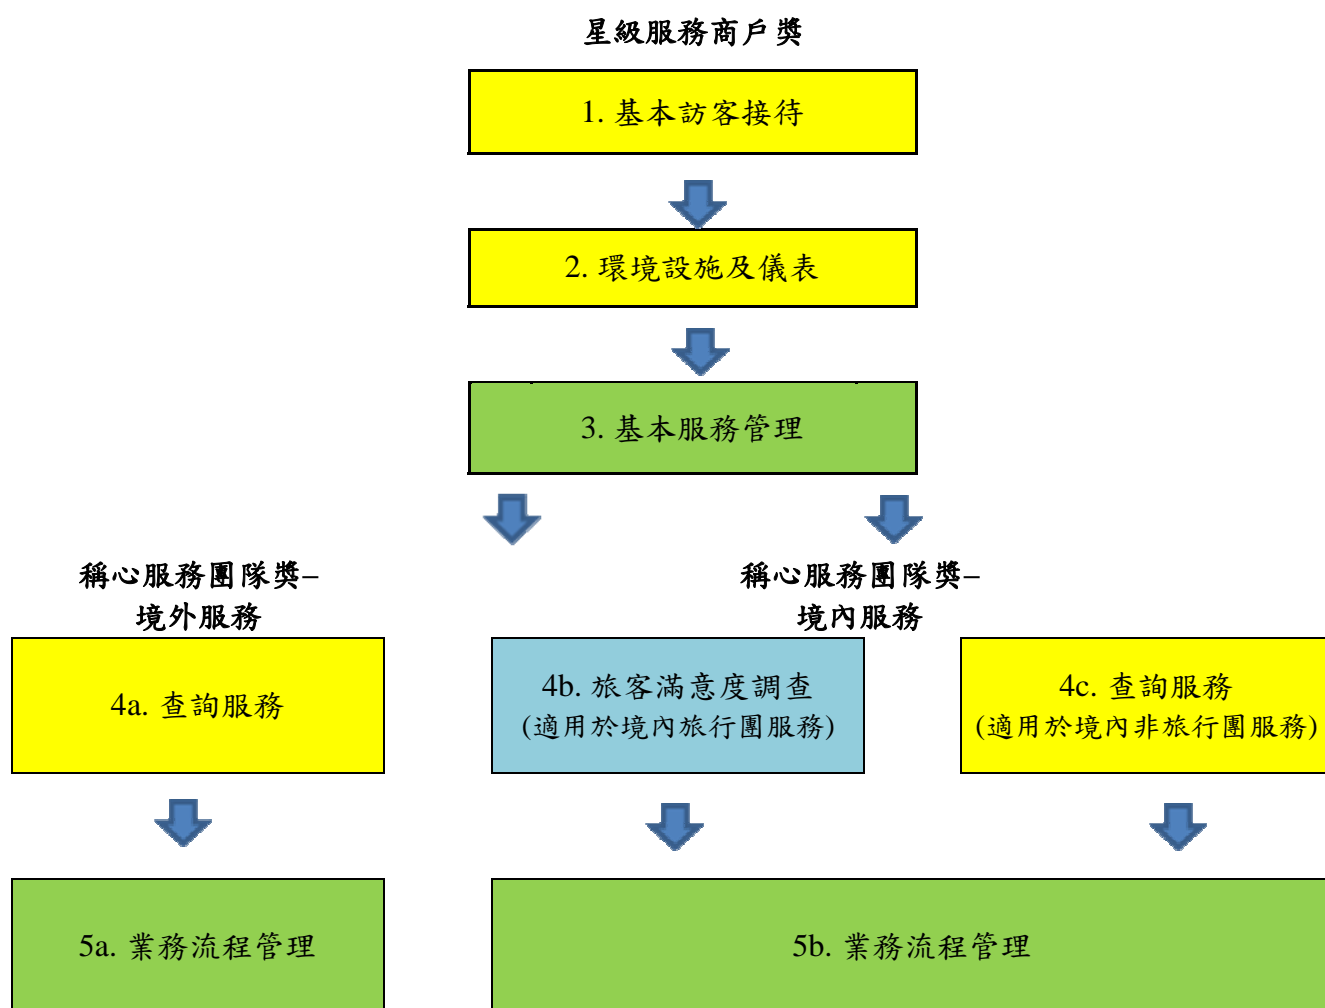 星級服務商戶獎
1. 基本訪客接待
2. 環境設施及儀表
3. 基本服務管理
稱心服務團隊獎–
境外服務
稱心服務團隊獎–
境內服務
4a. 查詢服務
4b. 旅客滿意度調查
(適用於境內旅行團服務)
4c. 查詢服務
(適用於境內非旅行團服務)
5a. 業務流程管理
5b. 業務流程管理